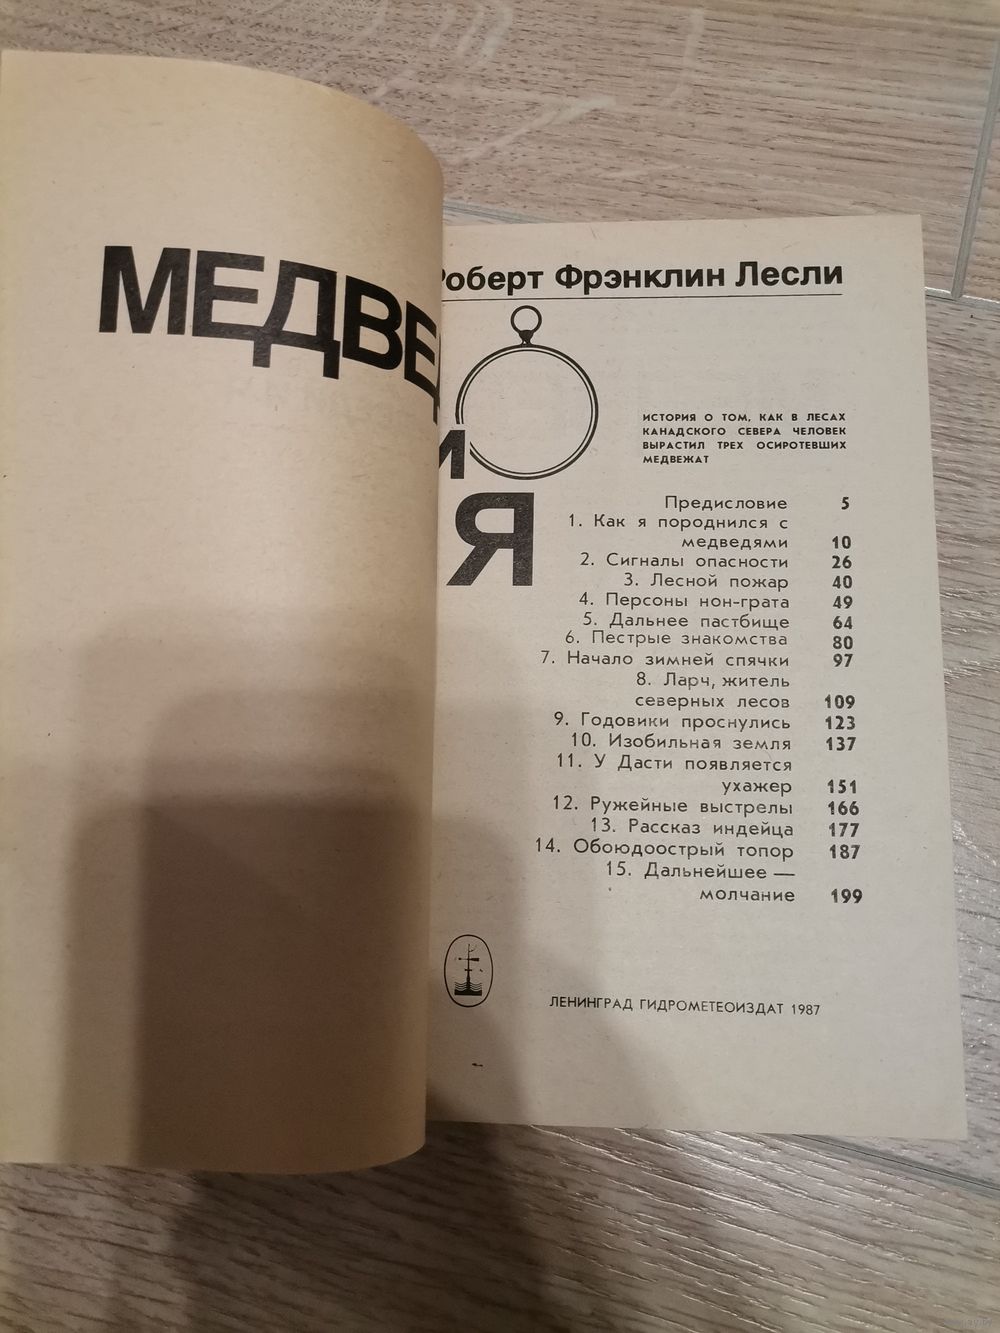 МЕДВЕ
Роберт Фрэнклин Лесли
И
Я
ИСТОРИЯ О ТОМ, КАК В ЛЕСАХ
КАНАДСКОГО СЕВЕРА ЧЕЛОВЕК
ВЫРАСТИЛ ТРЕХ ОСИРОТЕВШИХ
МЕДВЕЖАТ
Предисловие 5
1. Как я породнился с
медведями 10
2. Сигналы опасности 26
3. Лесной пожар 40
4. Персоны нон-грата 49
5. Дальнее пастбище 64
6. Пестрые знакомства 80
7. Начало зимней спячки 97
8. Ларч, житель
северных лесов 109
9. Годовики проснулись 123
10. Изобильная земля 137
11. У Дасти появляется
ухажер 151
12. Ружейные выстрелы 166
13. Рассказ индейца 177
14. Обоюдоострый топор 187
15. Дальнейшее —
молчание 199
ЛЕНИНГРАД ГИДРОМЕТЕОИЗДАТ 1987